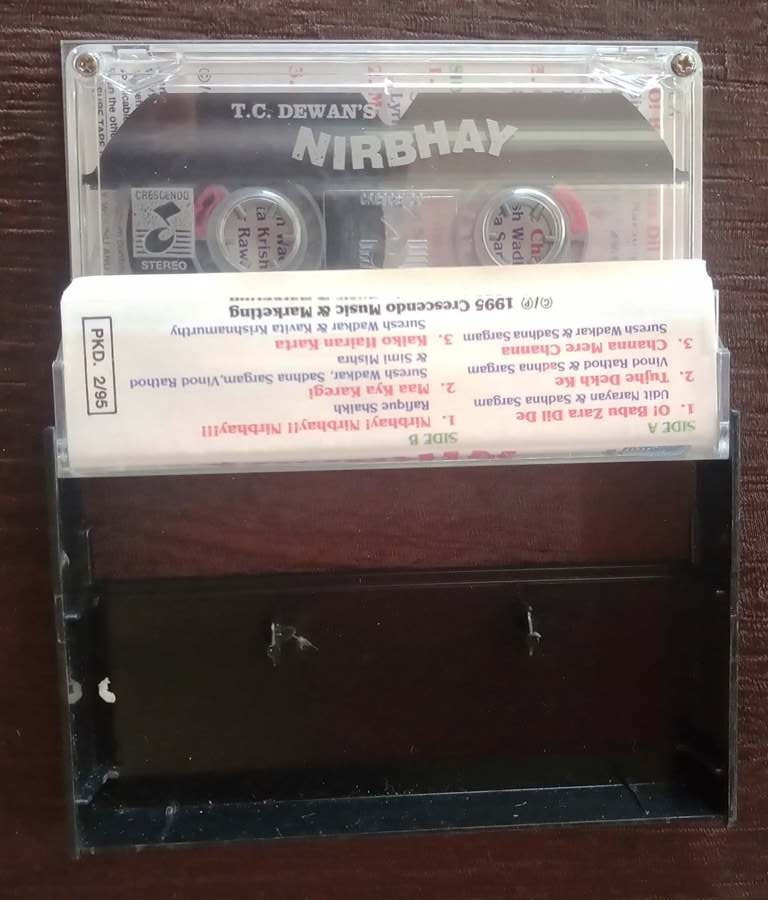 T.C. DEWAN'S
NIRBHAY
CRESCENDO
STEREO
SIDE A
1. O! Babu Zara Dil De
Udit Narayan & Sadhna Sargam
2. Tujhe Dekh Ke
Vinod Rathod & Sadhna Sargam
3. Channa Mere Channa
Suresh Wadkar & Sadhna Sargam
SIDE B
1. Nirbhay! Nirbhay!! Nirbhay!!!
Rafique Shaikh
2. Maa Kya Karegi
Suresh Wadkar, Sadhna Sargam, Vinod Rathod
& Simi Mishra
3. Kaiko Hairan Karta
Suresh Wadkar & Kavita Krishnamurthy
©/℗ 1995 Crescendo Music & Marketing
PKD. 2/95